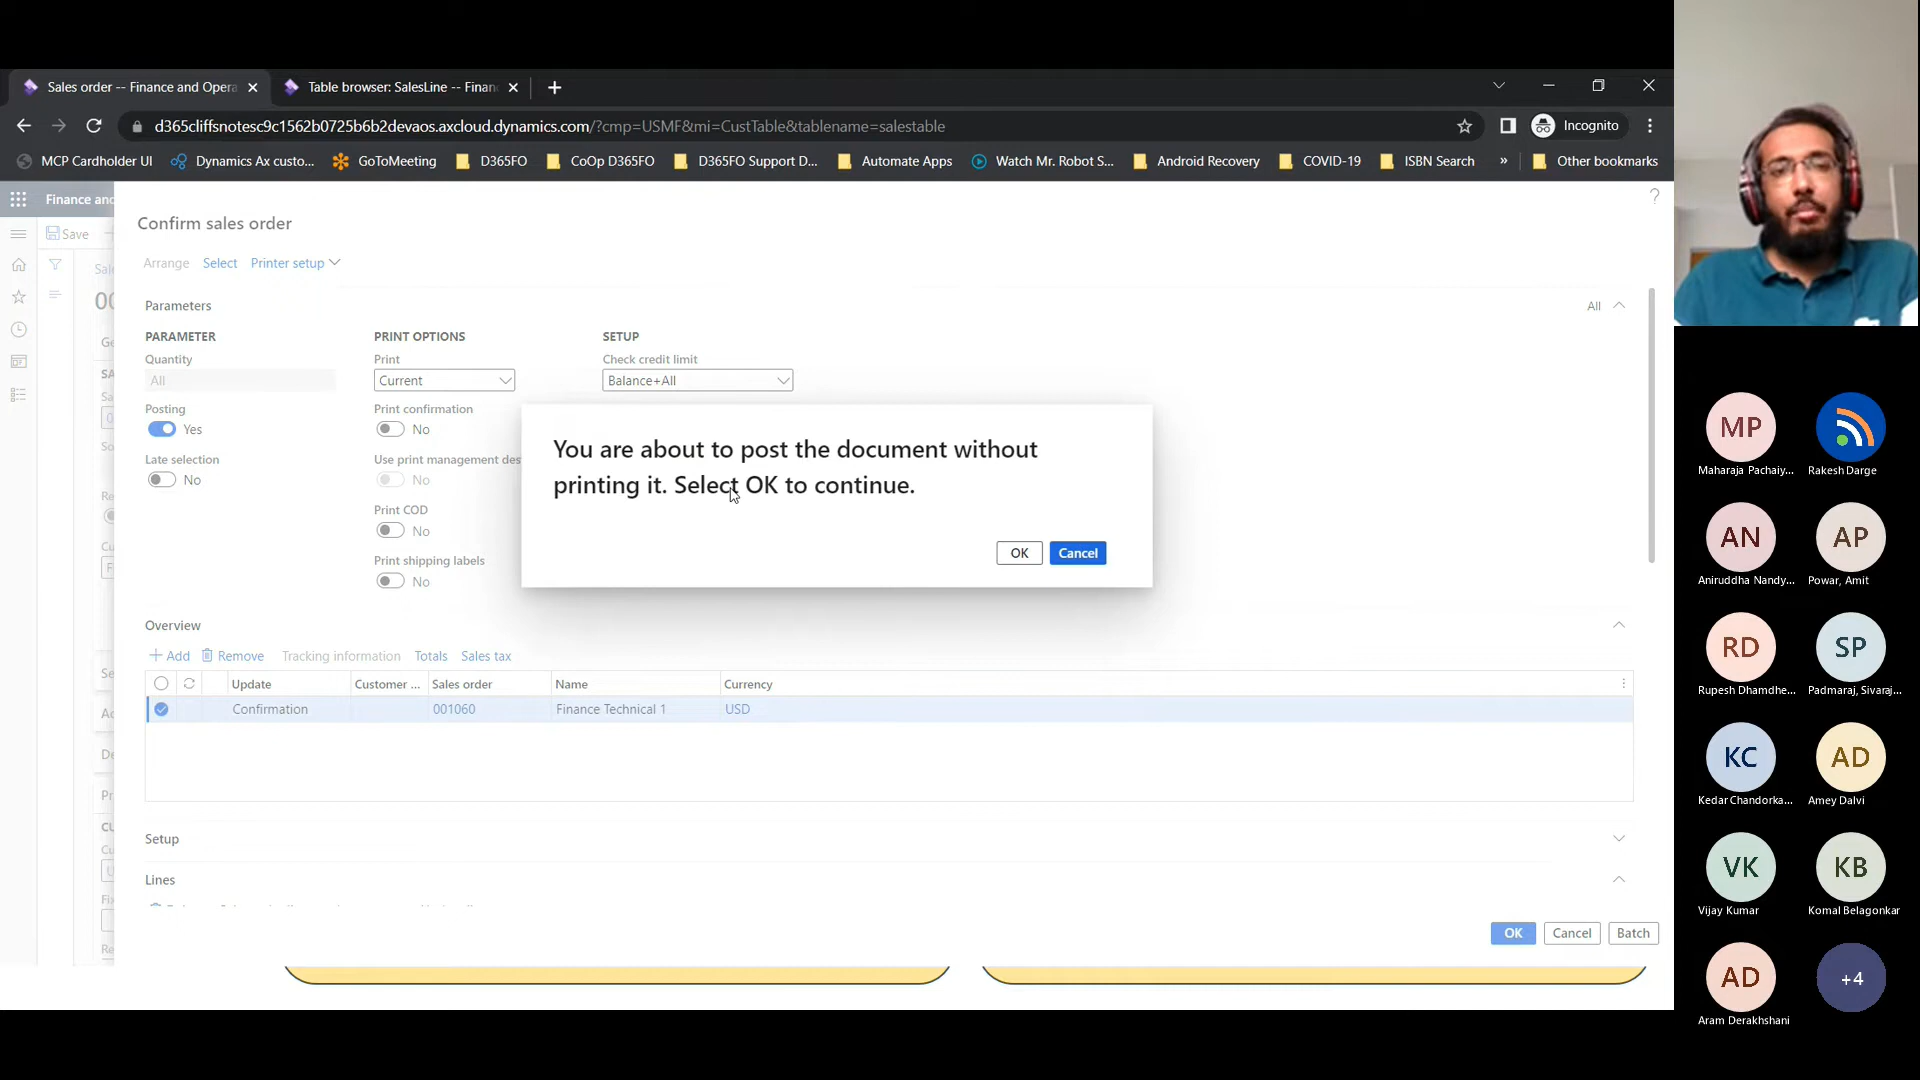 Sales order -- Finance and Opera
Table browser: SalesLine -- Finan
d365cliffsnotesc9c1562b0725b6b2devaos.axcloud.dynamics.com/?cmp=USMF&mi=CustTable&tablename=salestable
Incognito
MCP Cardholder UI
Dynamics Ax custo...
GoToMeeting
D365FO
CoOp D365FO
D365FO Support D...
Automate Apps
Watch Mr. Robot S...
Android Recovery
COVID-19
ISBN Search
»
Other bookmarks
Finance and
Save
Confirm sales order
?
Arrange
Select
Printer setup
Parameters
All
PARAMETER
PRINT OPTIONS
SETUP
Quantity
Print
Check credit limit
All
Current
Balance+All
Posting
Print confirmation
Yes
No
Late selection
Use print management des
No
No
Print COD
No
Print shipping labels
No
You are about to post the document without
printing it. Select OK to continue.
OK
Cancel
Overview
Add
Remove
Tracking information
Totals
Sales tax
Update
Customer ...
Sales order
Name
Currency
Confirmation
001060
Finance Technical 1
USD
Setup
Lines
OK
Cancel
Batch
MP
Maharaja Pachaiy...
Rakesh Darge
AN
Aniruddha Nandy...
AP
Powar, Amit
RD
Rupesh Dhamdhe...
SP
Padmaraj, Sivaraj...
KC
Kedar Chandorka...
AD
Amey Dalvi
VK
Vijay Kumar
KB
Komal Belagonkar
AD
Aram Derakhshani
+4